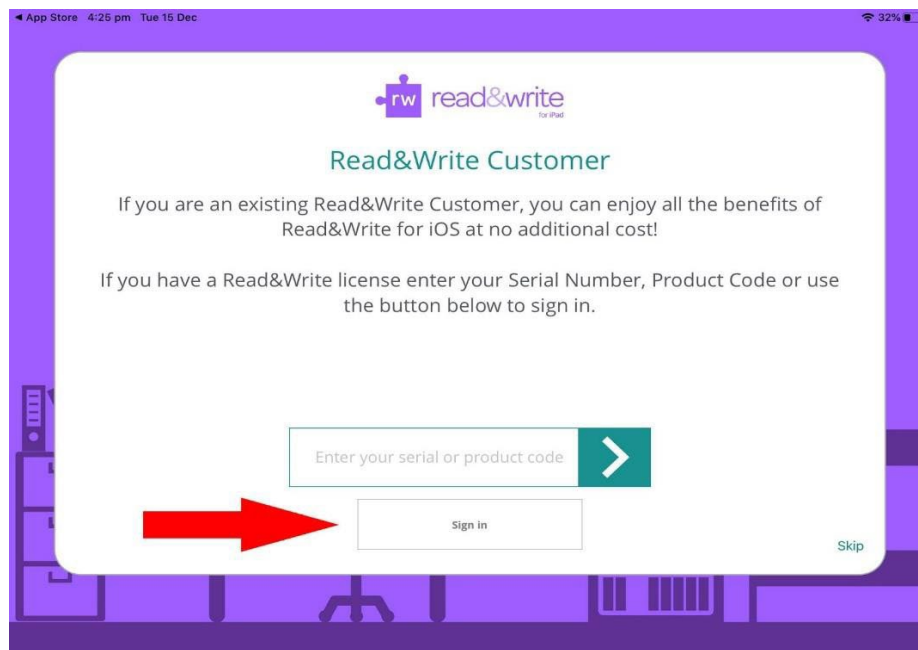 ◄ App Store 4:25 pm Tue 15 Dec 32%
rw read&write
for iPad
Read&Write Customer
If you are an existing Read&Write Customer, you can enjoy all the benefits of
Read&Write for iOS at no additional cost!
If you have a Read&Write license enter your Serial Number, Product Code or use
the button below to sign in.
Enter your serial or product code
Sign in
Skip